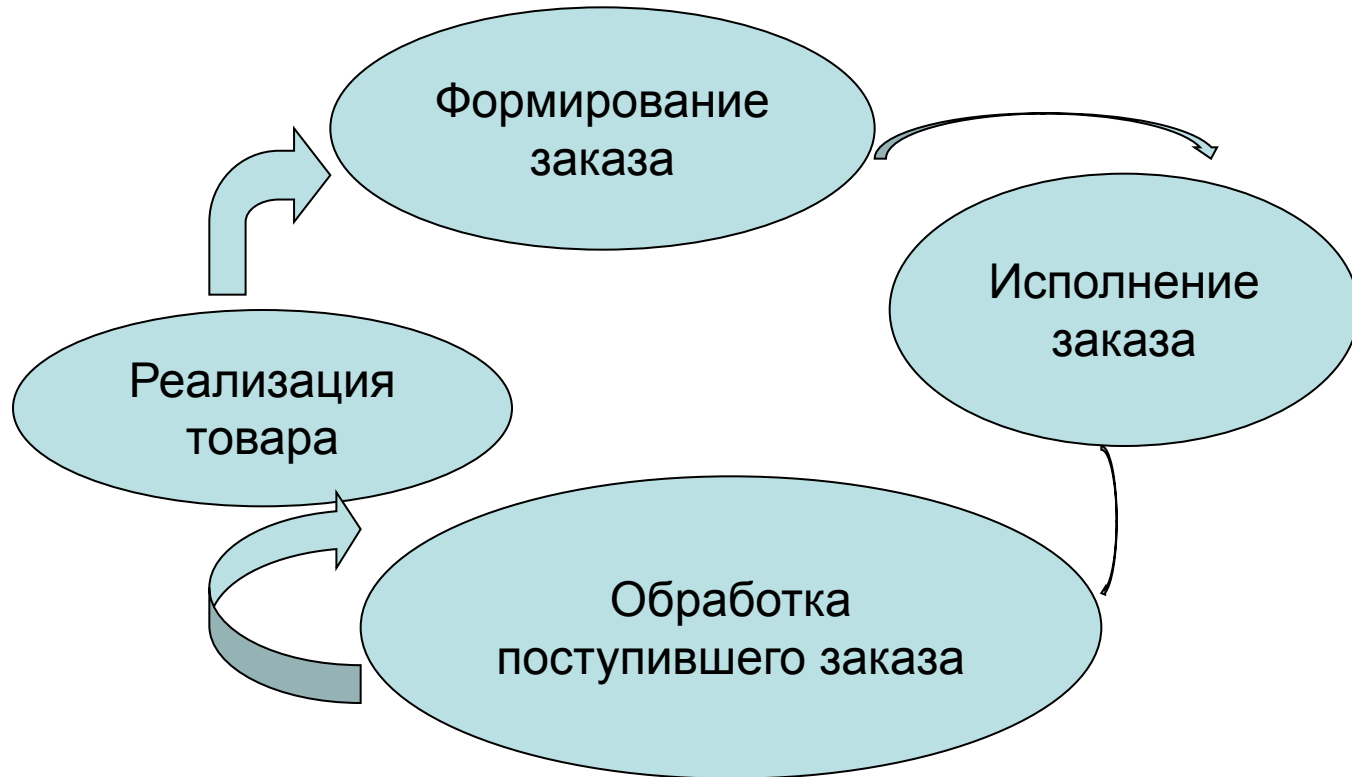 Формирование
заказа
Исполнение
заказа
Реализация
товара
Обработка
поступившего заказа